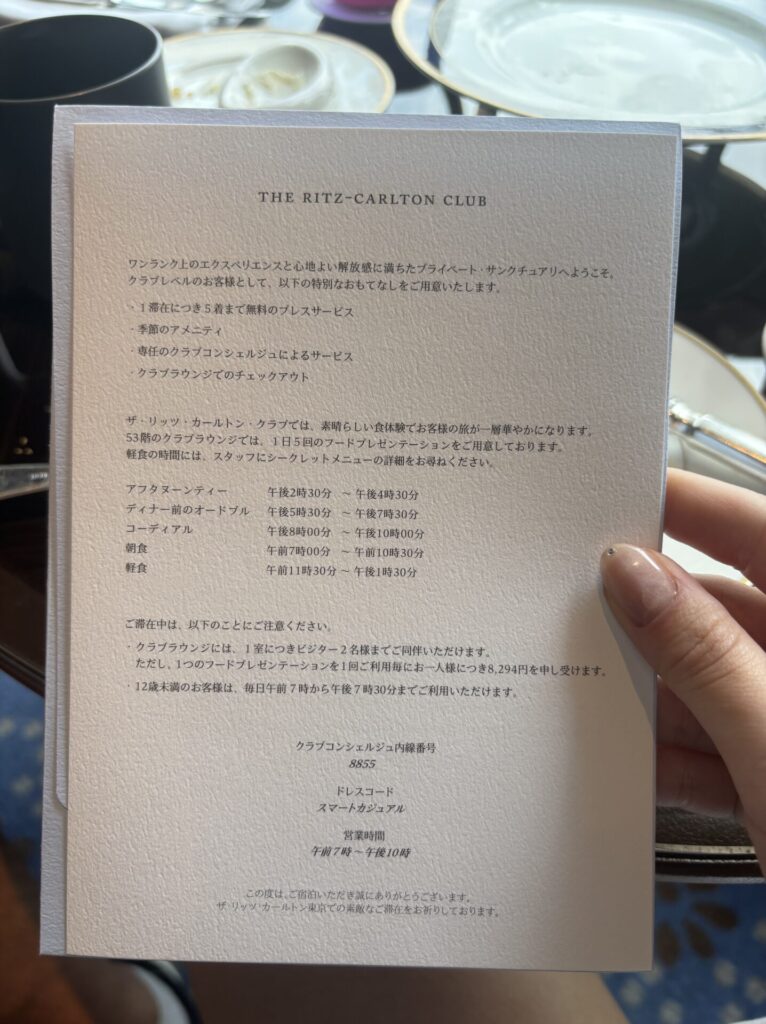 THE RITZ-CARLTON CLUB
ワンランク上のエクスペリエンスと心地よい解放感に満ちたプライベート・サンクチュアリへようこそ。
クラブレベルのお客様として、以下の特別なおもてなしをご用意いたします。
・1滞在につき5着まで無料のプレスサービス
・季節のアメニティ
・専任のクラブコンシェルジュによるサービス
・クラブラウンジでのチェックアウト
ザ・リッツ・カールトン・クラブでは、素晴らしい食体験でお客様の旅が一層華やかになります。
53階のクラブラウンジでは、1日5回のフードプレゼンテーションをご用意しております。
軽食の時間には、スタッフにシークレットメニューの詳細をお尋ねください。
アフタヌーンティー 午後2時30分 ～ 午後4時30分
ディナー前のオードブル 午後5時30分 ～ 午後7時30分
コーディアル 午後8時00分 ～ 午後10時00分
朝食 午前7時00分 ～ 午前10時30分
軽食 午前11時30分 ～ 午後1時30分
ご滞在中は、以下のことにご注意ください。
・クラブラウンジには、1室につきビジター2名様までご同伴いただけます。
ただし、1つのフードプレゼンテーションを1回ご利用毎にお一人様につき8,294円を申し受けます。
・12歳未満のお客様は、毎日午前7時から午後7時30分までご利用いただけます。
クラブコンシェルジュ内線番号
8855
ドレスコード
スマートカジュアル
営業時間
午前7時～午後10時
この度は、ご宿泊いただき誠にありがとうございます。
ザ・リッツ・カールトン東京での素敵なご滞在をお祈りしております。